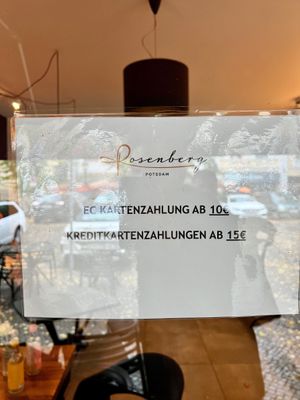 Rosenberg
POTSDAM
EC KARTENZAHLUNG AB 10€
KREDITKARTENZAHLUNGEN AB 15€